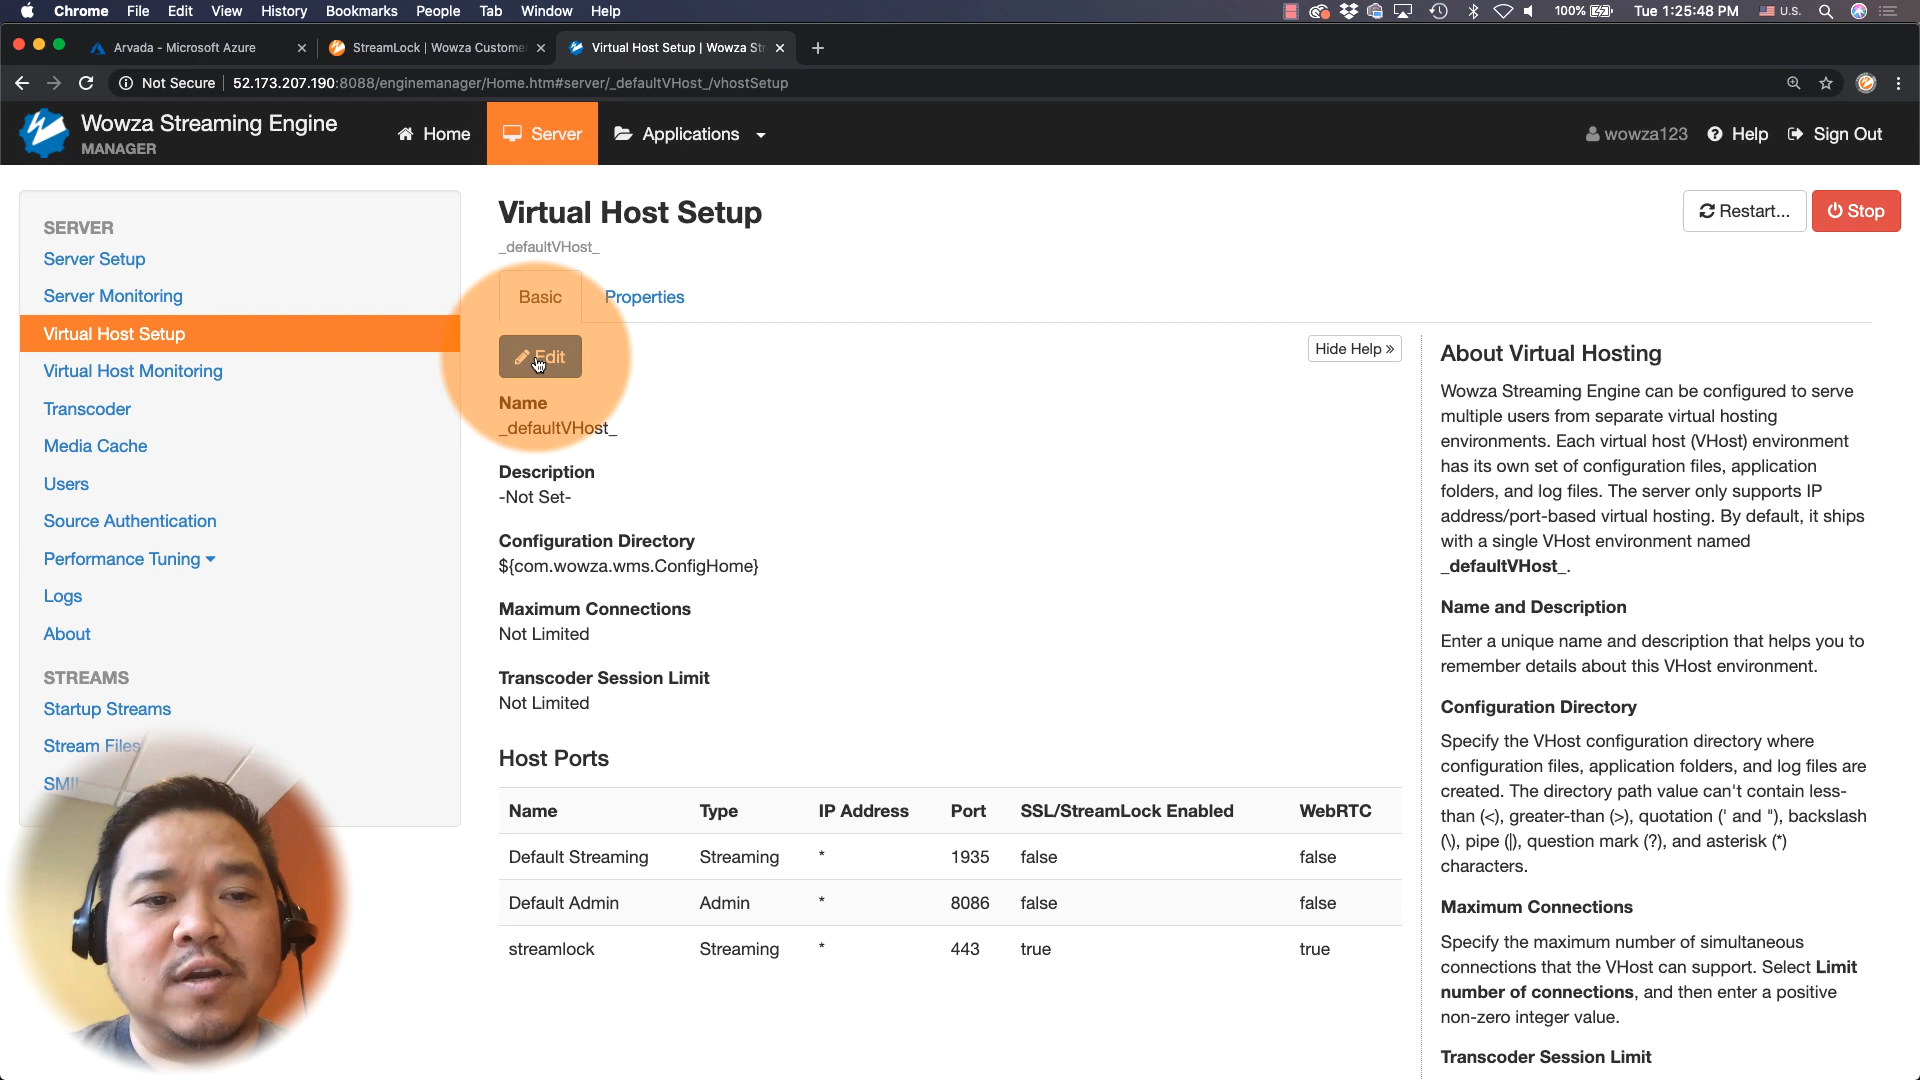 Chrome File Edit View History Bookmarks People Tab Window Help 100% Tue 1:25:48 PM U.S.
Arvada - Microsoft Azure StreamLock | Wowza Custome Virtual Host Setup | Wowza Str
Not Secure 52.173.207.190:8088/enginemanager/Home.htm#server/_defaultVHost_/vhostSetup
Wowza Streaming Engine
MANAGER
Home Server Applications wowza123 Help Sign Out
SERVER
Server Setup
Server Monitoring
Virtual Host Setup
Virtual Host Monitoring
Transcoder
Media Cache
Users
Source Authentication
Performance Tuning
Logs
About
STREAMS
Startup Streams
Stream Files
Virtual Host Setup
_defaultVHost_
Restart... Stop
Basic Properties
Edit
Hide Help »
Name
_defaultVHost_
Description
-Not Set-
Configuration Directory
${com.wowza.wms.ConfigHome}
Maximum Connections
Not Limited
Transcoder Session Limit
Not Limited
Host Ports
Name Type IP Address Port SSL/StreamLock Enabled WebRTC
Default Streaming Streaming * 1935 false false
Default Admin Admin * 8086 false false
streamlock Streaming * 443 true true
About Virtual Hosting
Wowza Streaming Engine can be configured to serve
multiple users from separate virtual hosting
environments. Each virtual host (VHost) environment
has its own set of configuration files, application
folders, and log files. The server only supports IP
address/port-based virtual hosting. By default, it ships
with a single VHost environment named
_defaultVHost_.
Name and Description
Enter a unique name and description that helps you to
remember details about this VHost environment.
Configuration Directory
Specify the VHost configuration directory where
configuration files, application folders, and log files are
created. The directory path value can't contain less-
than (<), greater-than (>), quotation (' and "), backslash
(\), pipe (|), question mark (?), and asterisk (*)
characters.
Maximum Connections
Specify the maximum number of simultaneous
connections that the VHost can support. Select Limit
number of connections, and then enter a positive
non-zero integer value.
Transcoder Session Limit